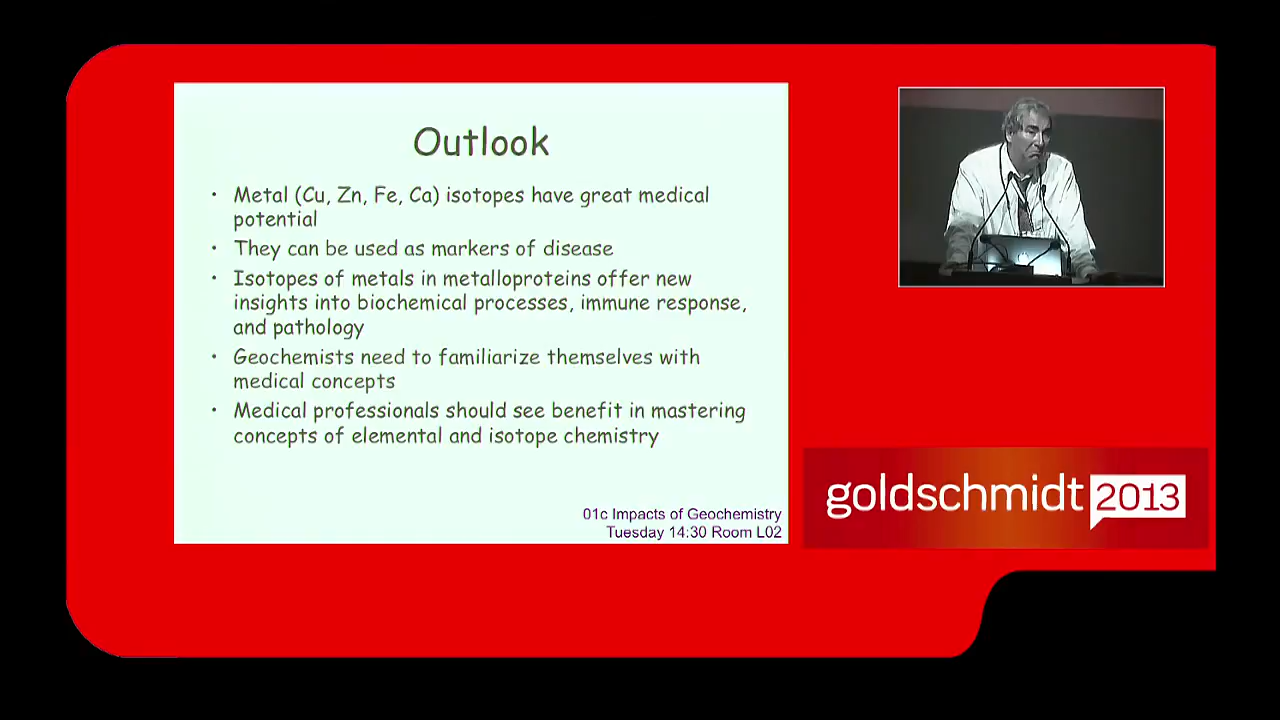 Outlook
• Metal (Cu, Zn, Fe, Ca) isotopes have great medical
potential
• They can be used as markers of disease
• Isotopes of metals in metalloproteins offer new
insights into biochemical processes, immune response,
and pathology
• Geochemists need to familiarize themselves with
medical concepts
• Medical professionals should see benefit in mastering
concepts of elemental and isotope chemistry
01c Impacts of Geochemistry
Tuesday 14:30 Room L02
goldschmidt 2013